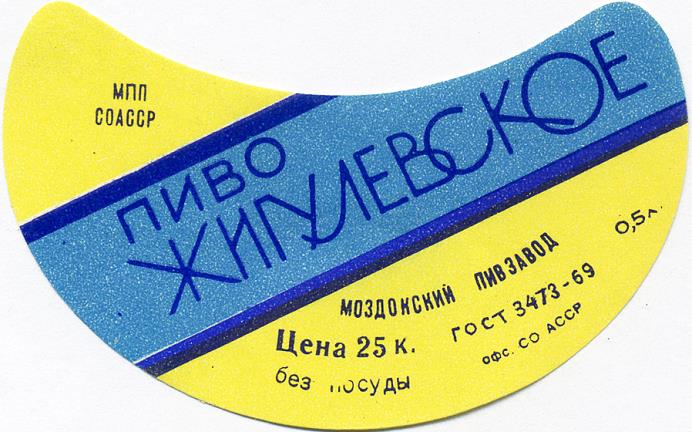 МПП
СОАССР
ПИВО
ЖИГУЛЕВСКОЕ
МОЗДОКСКИЙ ПИВЗАВОД
0,5л.
Цена 25 к.
ГОСТ 3473-69
без посуды
офс. СО АССР